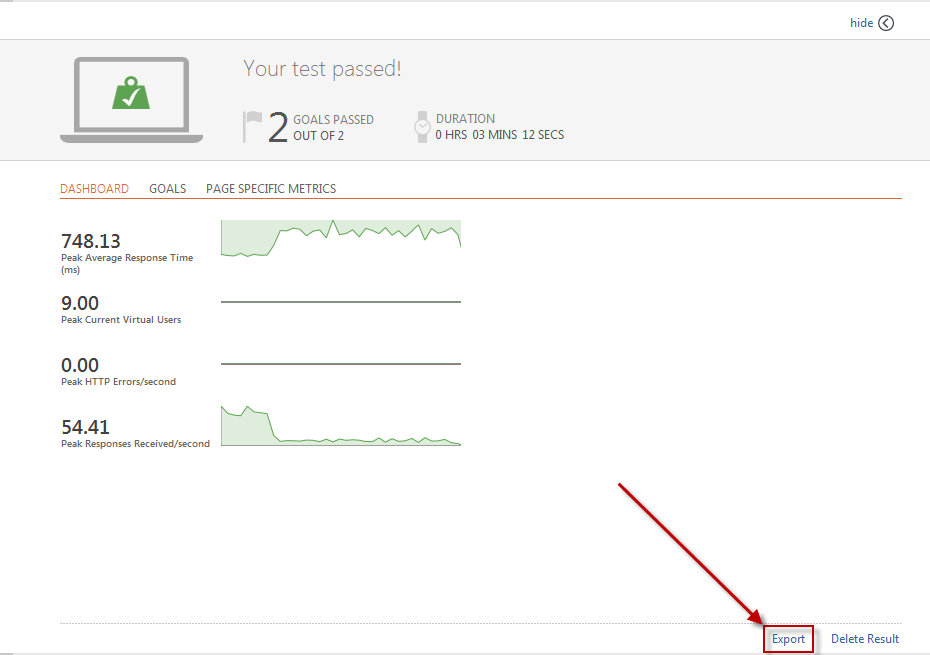 hide
Your test passed!
2 GOALS PASSED
OUT OF 2
DURATION
0 HRS 03 MINS 12 SECS
DASHBOARD GOALS PAGE SPECIFIC METRICS
748.13
Peak Average Response Time
(ms)
9.00
Peak Current Virtual Users
0.00
Peak HTTP Errors/second
54.41
Peak Responses Received/second
Export Delete Result